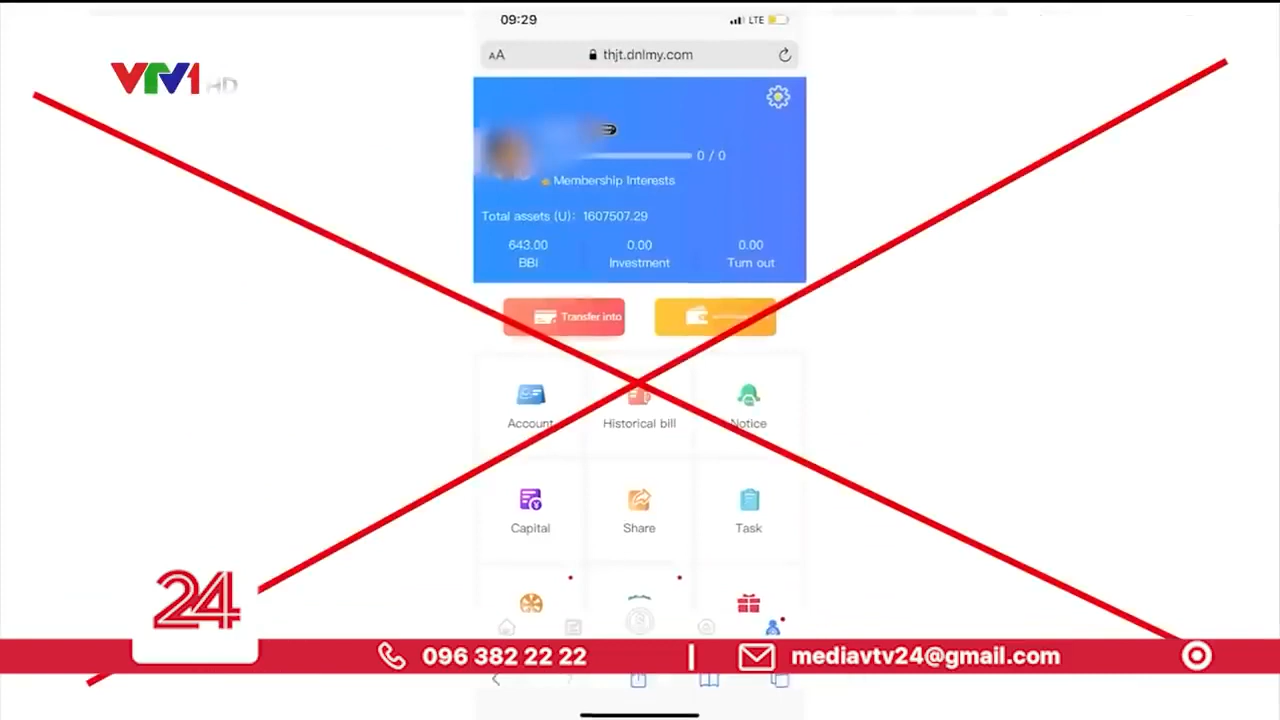 09:29
LTE
VTV1 HD
AA
thjt.dnlmy.com
0 / 0
Membership Interests
Total assets (U): 1607507.29
643.00 0.00 0.00
BBI Investment Turn out
Transfer into
Account Historical bill Notice
Capital Share Task
24
096 382 22 22 | mediavtv24@gmail.com